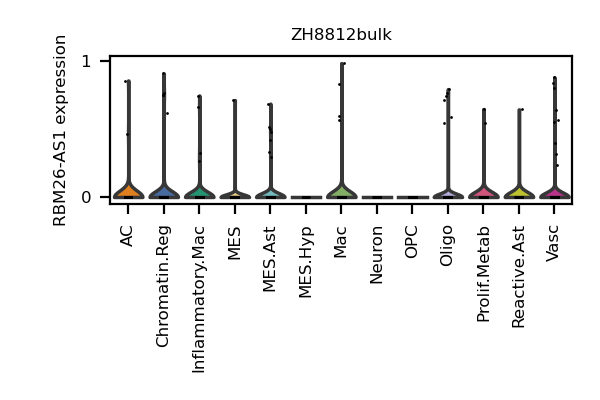 ZH8812bulk
RBM26-AS1 expression
1
0
AC
Chromatin.Reg
Inflammatory.Mac
MES
MES.Ast
MES.Hyp
Mac
Neuron
OPC
Oligo
Prolif.Metab
Reactive.Ast
Vasc